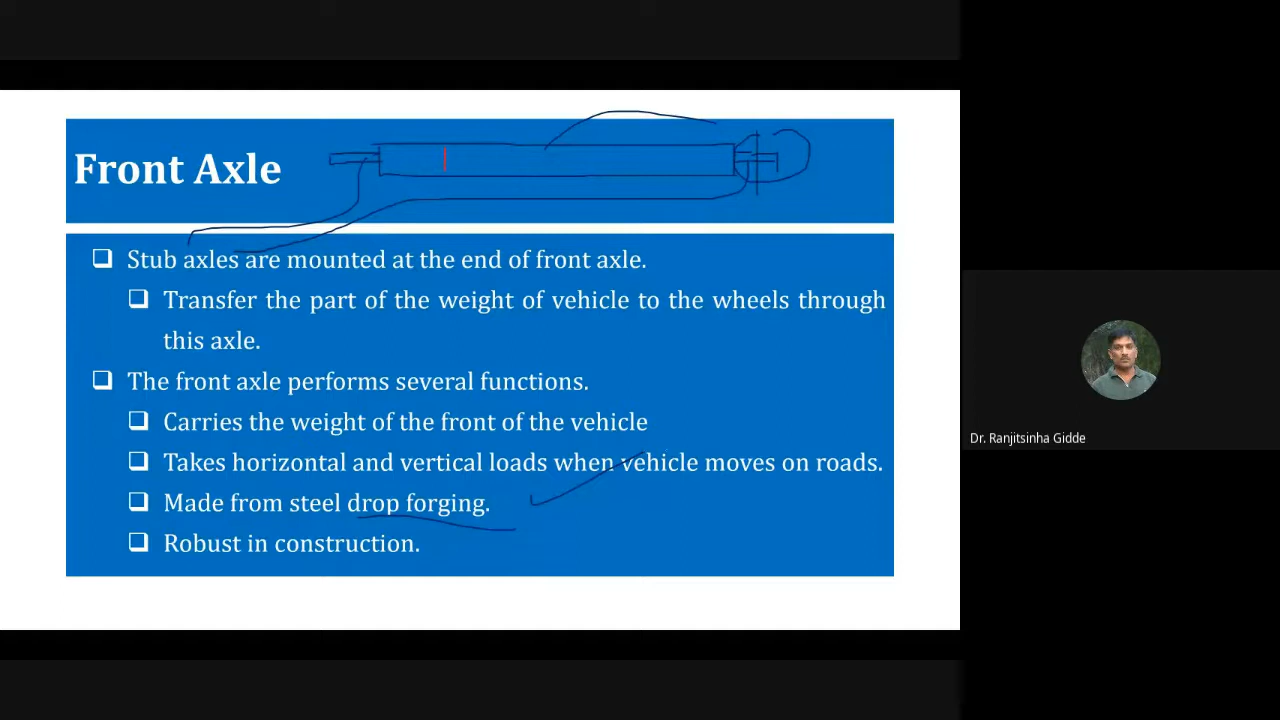 Front Axle
Stub axles are mounted at the end of front axle.
Transfer the part of the weight of vehicle to the wheels through
this axle.
The front axle performs several functions.
Carries the weight of the front of the vehicle
Takes horizontal and vertical loads when vehicle moves on roads.
Made from steel drop forging.
Robust in construction.
Dr. Ranjitsinha Gidde